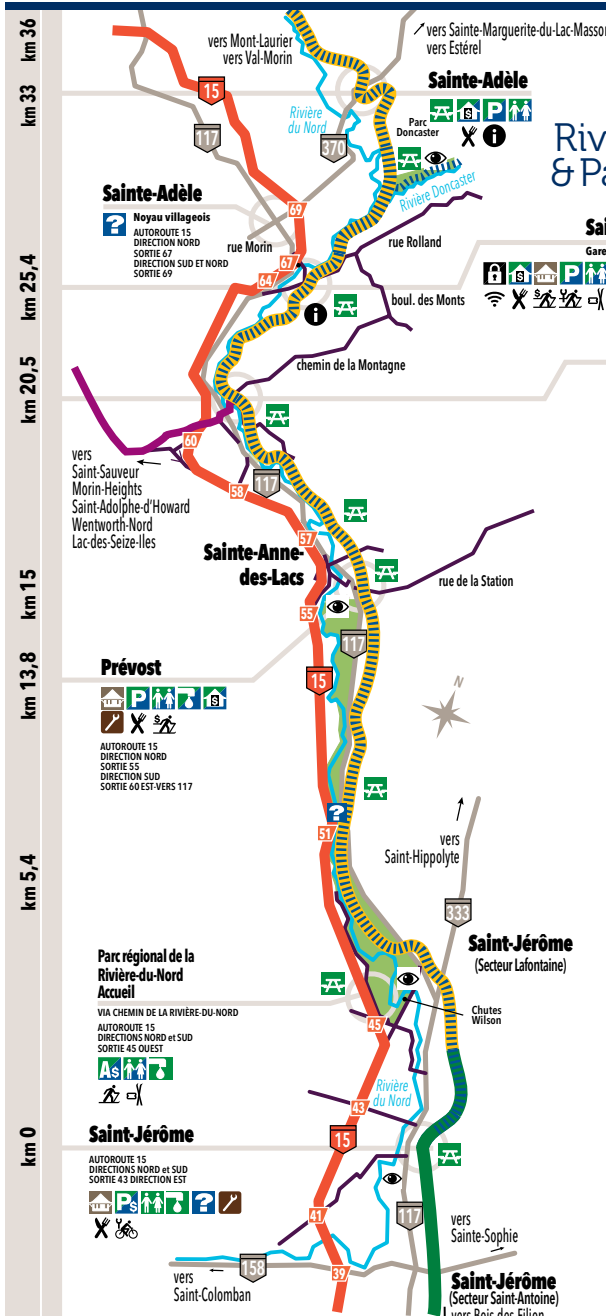 km 36
vers Mont-Laurier
vers Val-Morin
vers Sainte-Marguerite-du-Lac-Masson
vers Estérel
km 33
15
117
Rivière
du Nord
370
Sainte-Adèle
Parc
Doncaster
Rivière Doncaster
Sainte-Adèle
Noyau villageois
AUTOROUTE 15
DIRECTION NORD
SORTIE 67
DIRECTION SUD ET NORD
SORTIE 69
69
rue Morin
67
64
rue Rolland
Gare
km 25,4
boul. des Monts
chemin de la Montagne
km 20,5
60
vers
Saint-Sauveur
Morin-Heights
Saint-Adolphe-d'Howard
Wentworth-Nord
Lac-des-Seize-Iles
58
117
57
Sainte-Anne-
des-Lacs
rue de la Station
km 15
55
117
km 13,8
Prévost
15
N
AUTOROUTE 15
DIRECTION NORD
SORTIE 55
DIRECTION SUD
SORTIE 60 EST-VERS 117
51
vers
Saint-Hippolyte
km 5,4
333
Saint-Jérôme
(Secteur Lafontaine)
Parc régional de la
Rivière-du-Nord
Accueil
VIA CHEMIN DE LA RIVIÈRE-DU-NORD
AUTOROUTE 15
DIRECTIONS NORD et SUD
SORTIE 45 OUEST
Chutes
Wilson
45
Rivière
du Nord
43
km 0
Saint-Jérôme
AUTOROUTE 15
DIRECTIONS NORD et SUD
SORTIE 43 DIRECTION EST
15
41
117
vers
Sainte-Sophie
158
39
vers
Saint-Colomban
Saint-Jérôme
(Secteur Saint-Antoine)
vers Bois-des-Filion